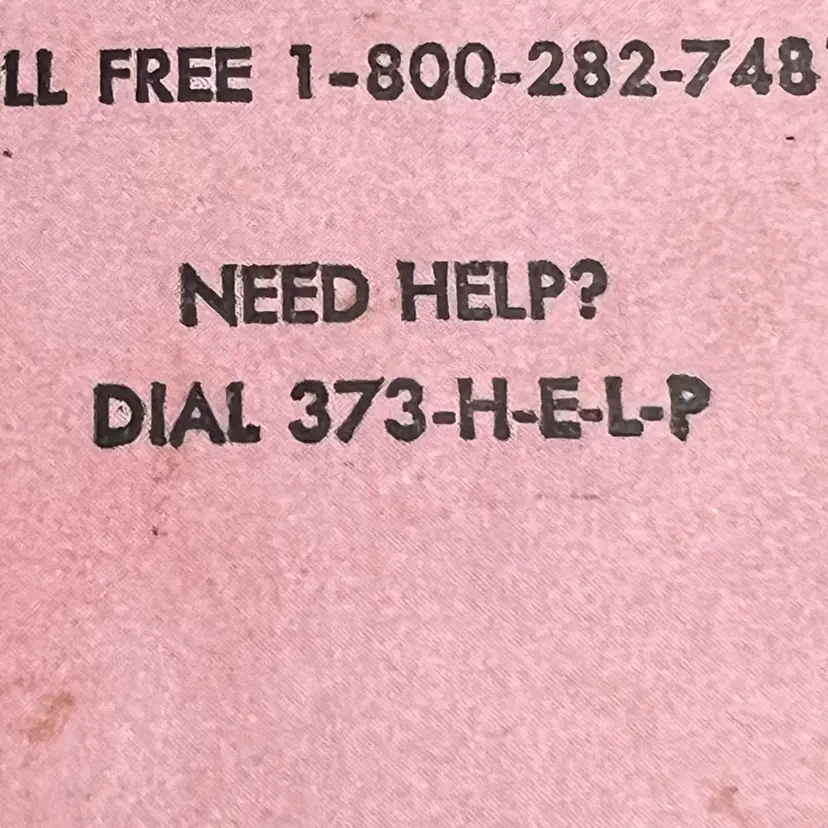 LL FREE 1-800-282-748
NEED HELP?
DIAL 373-H-E-L-P